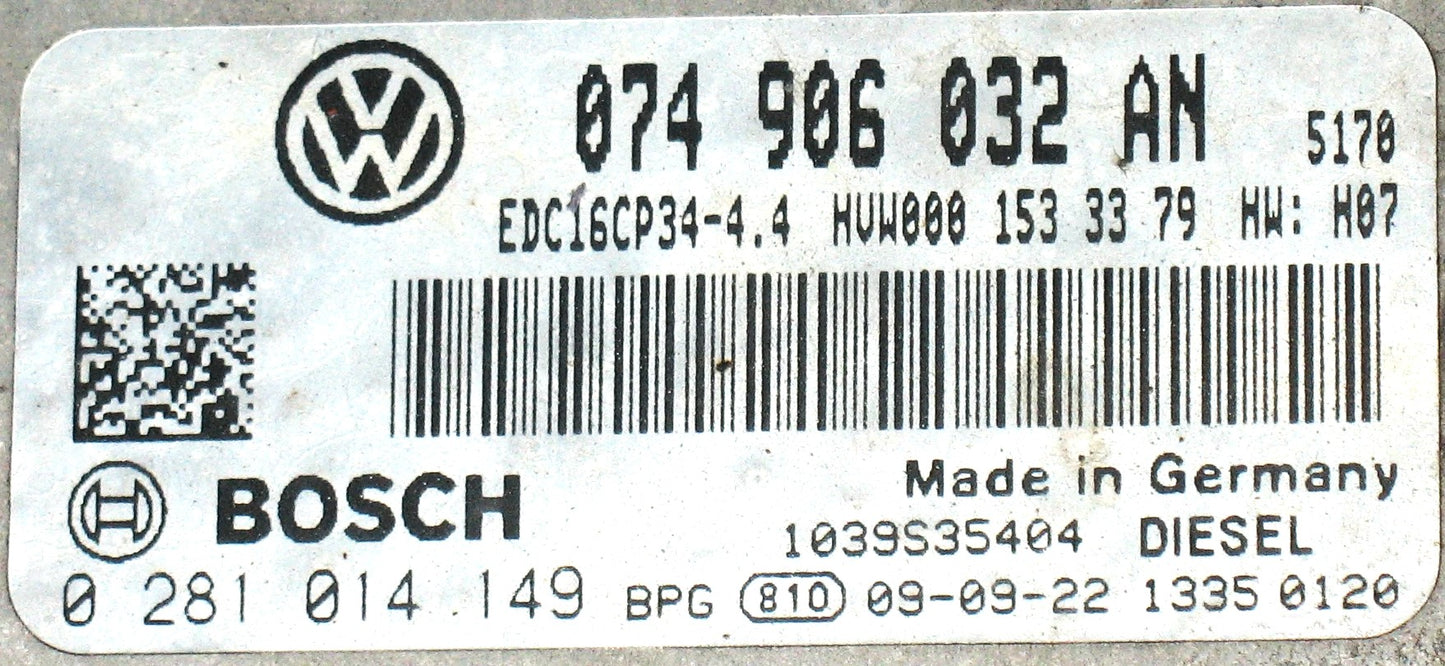 074 906 032 AN 5170
EDC16CP34-4.4 HVW000 153 33 79 HW: H07
BOSCH
Made in Germany
1039S35404 DIESEL
0 281 014 149 BPG 810 09-09-22 1335 0120